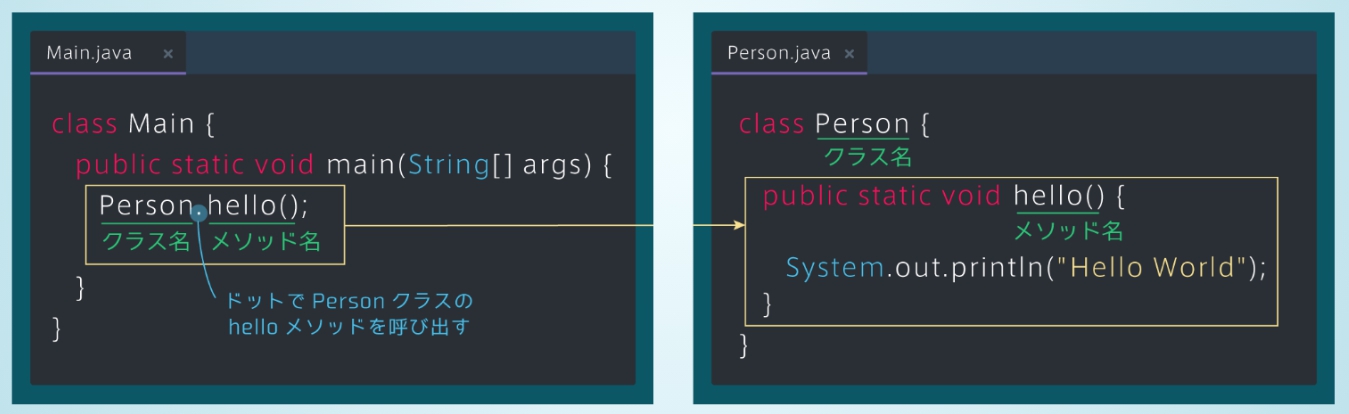 Main.java ×
class Main {
public static void main(String[] args) {
Person.hello();
クラス名 メソッド名
}
ドットで Person クラスの
hello メソッドを呼び出す
}
Person.java ×
class Person {
クラス名
public static void hello() {
メソッド名
System.out.println("Hello World");
}
}